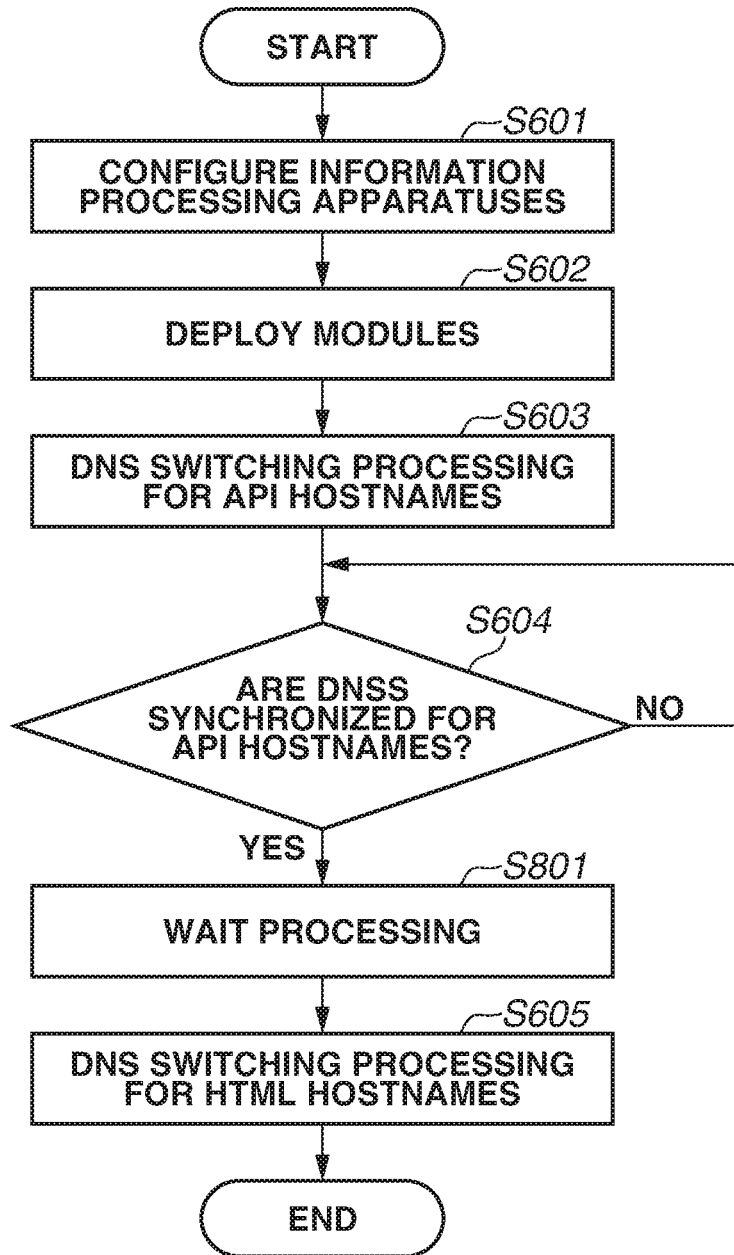 START
S601
CONFIGURE INFORMATION
PROCESSING APPARATUSES
S602
DEPLOY MODULES
S603
DNS SWITCHING PROCESSING
FOR API HOSTNAMES
S604
ARE DNSS
SYNCHRONIZED FOR
API HOSTNAMES?
NO
YES
S801
WAIT PROCESSING
S605
DNS SWITCHING PROCESSING
FOR HTML HOSTNAMES
END